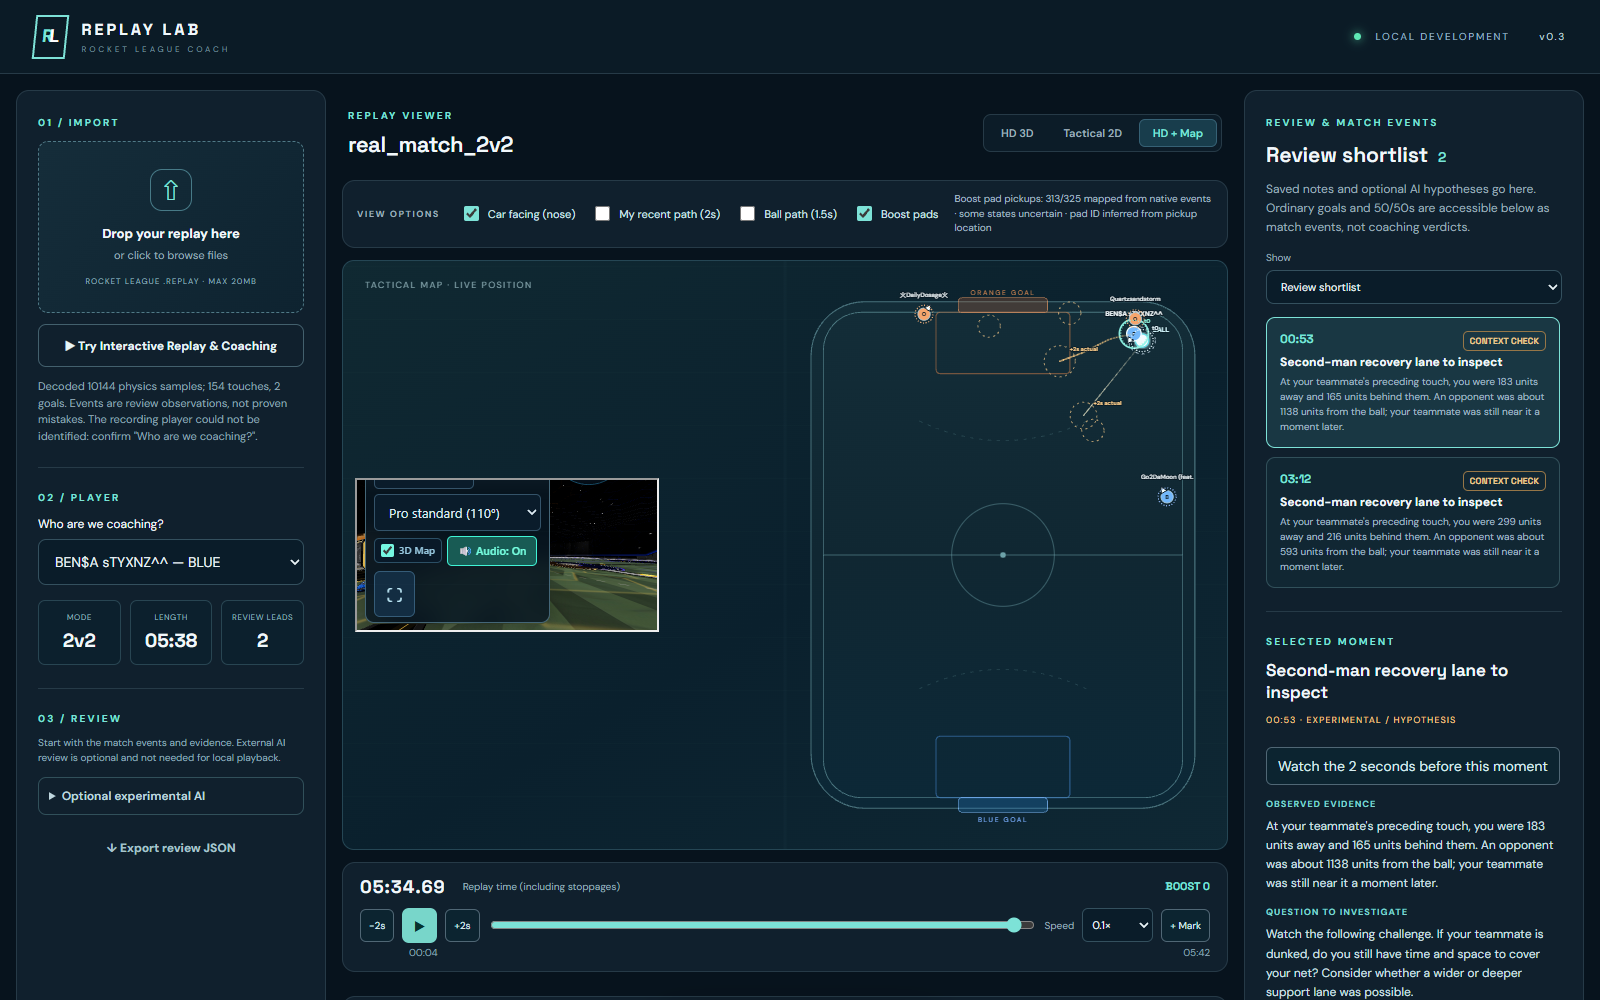 RL
REPLAY LAB
ROCKET LEAGUE COACH
LOCAL DEVELOPMENT
v0.3
01 / IMPORT
⇧
Drop your replay here
or click to browse files
ROCKET LEAGUE .REPLAY · MAX 20MB
▶ Try Interactive Replay & Coaching
Decoded 10144 physics samples; 154 touches, 2
goals. Events are review observations, not proven
mistakes. The recording player could not be
identified: confirm "Who are we coaching?".
02 / PLAYER
Who are we coaching?
BEN$A sTYXNZ^^ — BLUE
MODE
2v2
LENGTH
05:38
REVIEW LEADS
2
03 / REVIEW
Start with the match events and evidence. External AI
review is optional and not needed for local playback.
▶ Optional experimental AI
↓ Export review JSON
REPLAY VIEWER
real_match_2v2
HD 3D
Tactical 2D
HD + Map
VIEW OPTIONS
Car facing (nose)
My recent path (2s)
Ball path (1.5s)
Boost pads
Boost pad pickups: 313/325 mapped from native events
· some states uncertain · pad ID inferred from pickup
location
TACTICAL MAP · LIVE POSITION
ORANGE GOAL
Quartzsandstorm
+2s actual
+2s actual
Go2DaMoon (feat.
BLUE GOAL
Pro standard (110°)
3D Map
Audio: On
05:34.69
Replay time (including stoppages)
BOOST 0
-2s
▶
+2s
Speed
0.1×
+ Mark
00:04
05:42
REVIEW & MATCH EVENTS
Review shortlist 2
Saved notes and optional AI hypotheses go here.
Ordinary goals and 50/50s are accessible below as
match events, not coaching verdicts.
Show
Review shortlist
00:53
CONTEXT CHECK
Second-man recovery lane to inspect
At your teammate's preceding touch, you were 183 units
away and 165 units behind them. An opponent was about
1138 units from the ball; your teammate was still near it a
moment later.
03:12
CONTEXT CHECK
Second-man recovery lane to inspect
At your teammate's preceding touch, you were 299 units
away and 216 units behind them. An opponent was about
593 units from the ball; your teammate was still near it a
moment later.
SELECTED MOMENT
Second-man recovery lane to
inspect
00:53 · EXPERIMENTAL / HYPOTHESIS
Watch the 2 seconds before this moment
OBSERVED EVIDENCE
At your teammate's preceding touch, you were 183
units away and 165 units behind them. An opponent
was about 1138 units from the ball; your teammate
was still near it a moment later.
QUESTION TO INVESTIGATE
Watch the following challenge. If your teammate is
dunked, do you still have time and space to cover
your net? Consider whether a wider or deeper
support lane was possible.